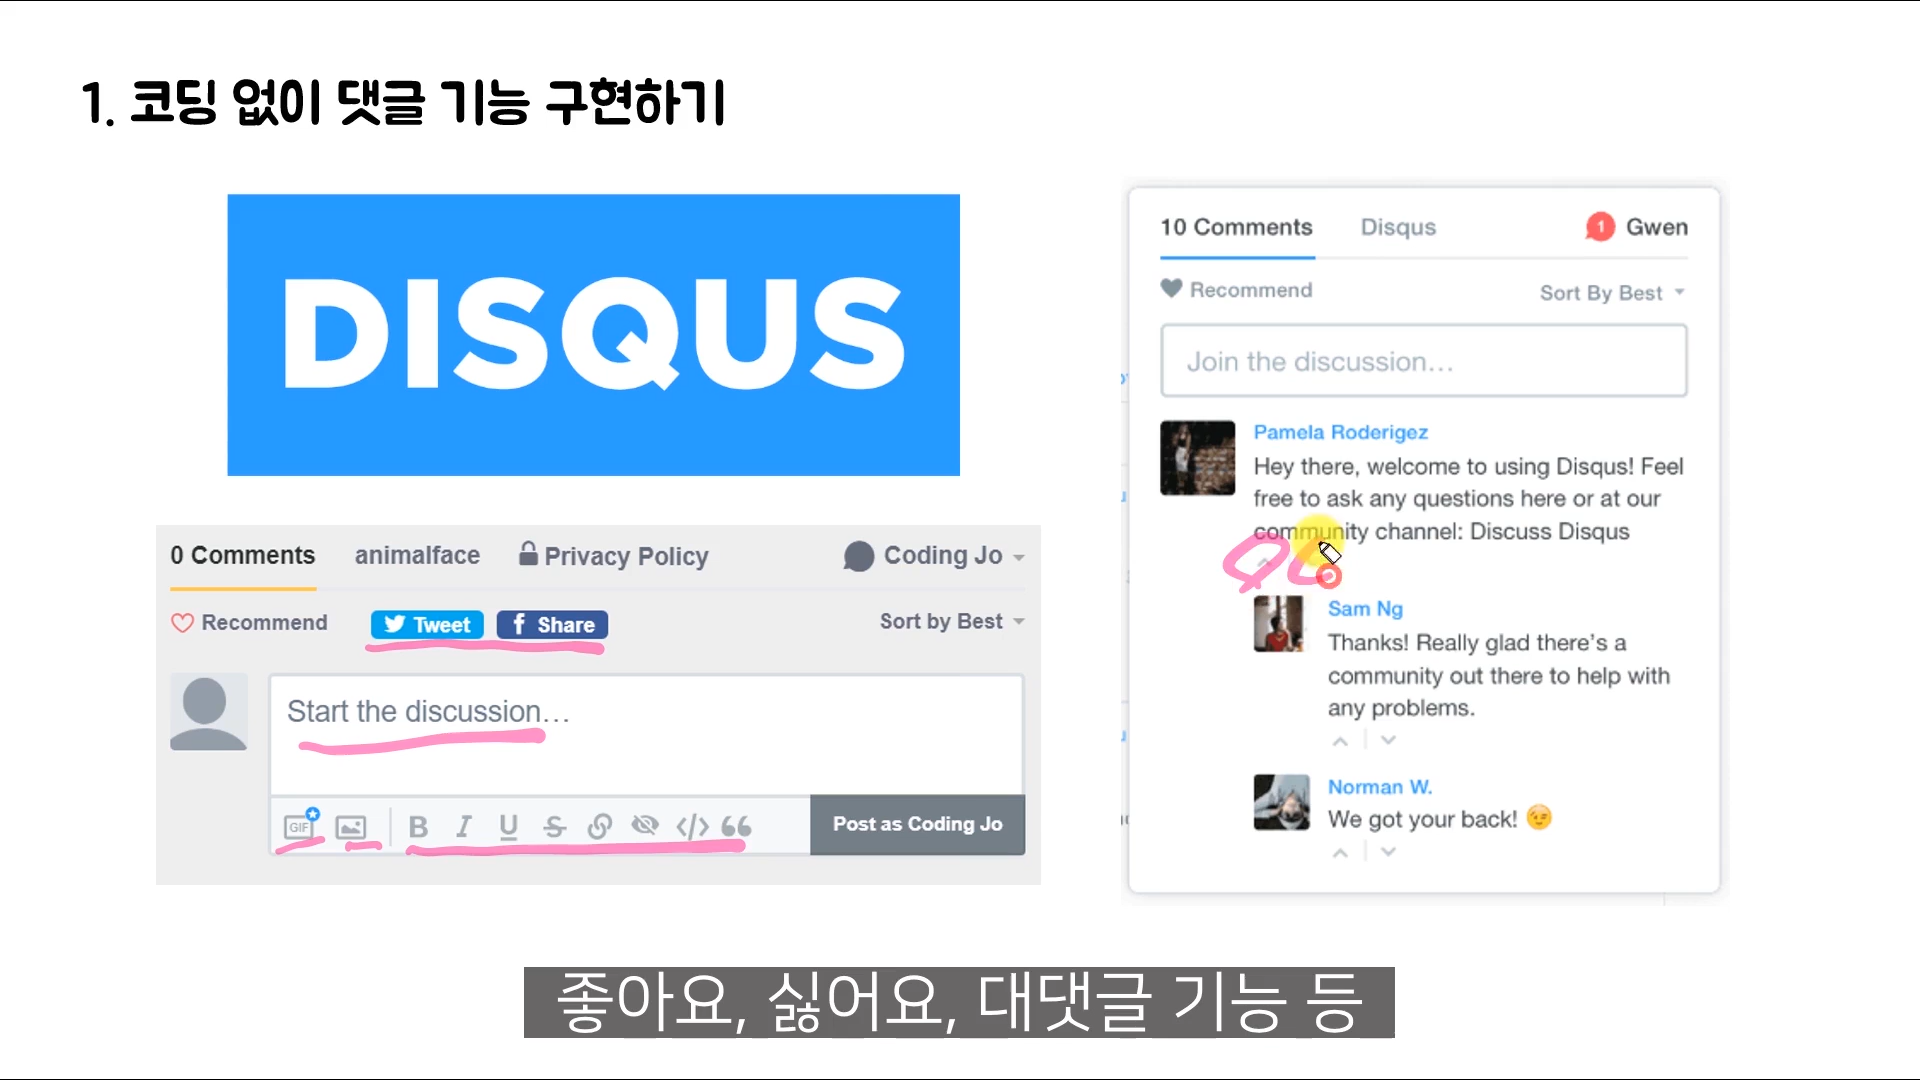 1. 코딩 없이 댓글 기능 구현하기
DISQUS
0 Comments animalface Privacy Policy Coding Jo
Recommend Tweet f Share Sort by Best
Start the discussion...
GIF B I U S </> “ Post as Coding Jo
10 Comments Disqus 1 Gwen
Recommend Sort By Best
Join the discussion...
Pamela Roderigez
Hey there, welcome to using Disqus! Feel
free to ask any questions here or at our
community channel: Discuss Disqus
Sam Ng
Thanks! Really glad there's a
community out there to help with
any problems.
Norman W.
We got your back! 😉
좋아요, 싫어요, 대댓글 기능 등